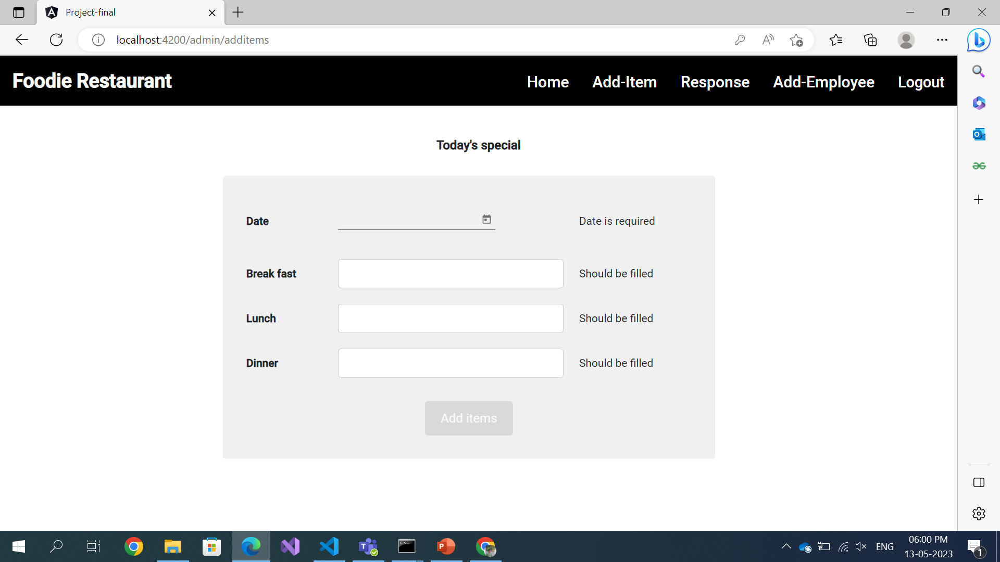 Project-final
localhost:4200/admin/additems
Foodie Restaurant
Home Add-Item Response Add-Employee Logout
Today's special
Date Date is required
Break fast Should be filled
Lunch Should be filled
Dinner Should be filled
Add items
ENG
06:00 PM
13-05-2023
1